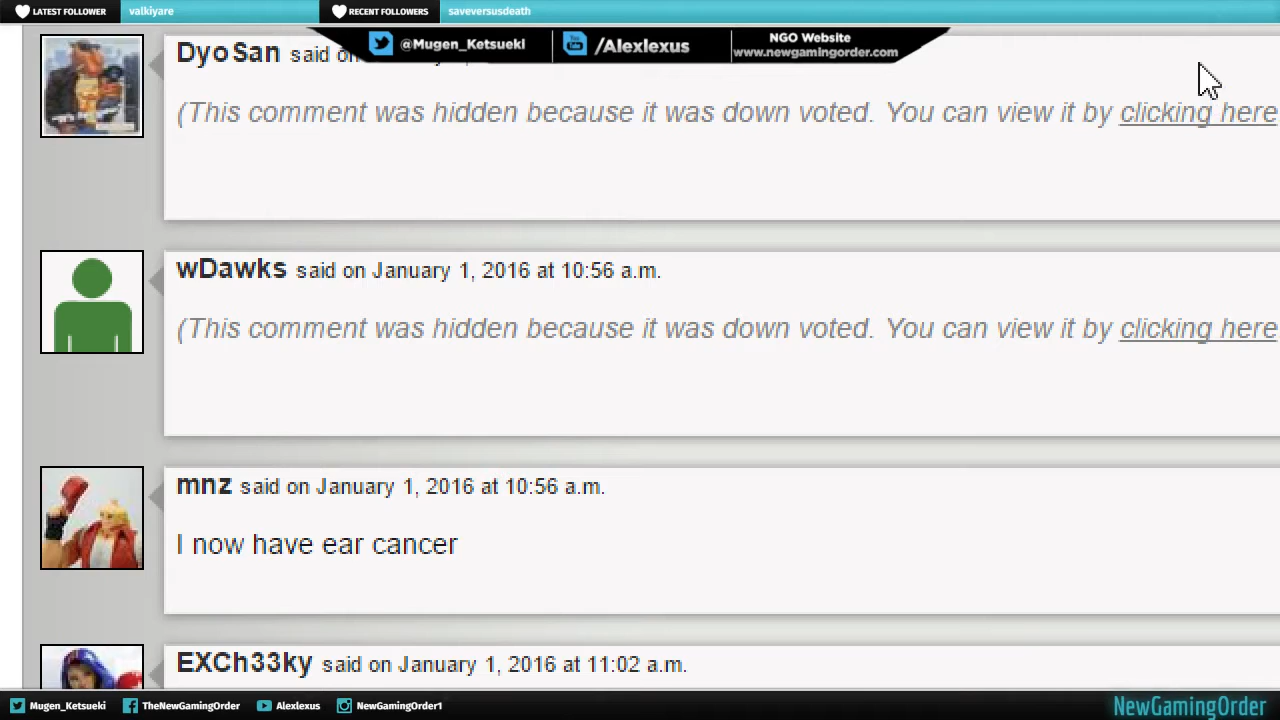 LATEST FOLLOWER valkiyare RECENT FOLLOWERS saveversusdeath
@Mugen_Ketsueki /Alexlexus NGO Website
www.newgamingorder.com
DyoSan said on
(This comment was hidden because it was down voted. You can view it by clicking here
wDawks said on January 1, 2016 at 10:56 a.m.
(This comment was hidden because it was down voted. You can view it by clicking here
mnz said on January 1, 2016 at 10:56 a.m.
I now have ear cancer
EXCh33ky said on January 1, 2016 at 11:02 a.m.
Mugen_Ketsueki TheNewGamingOrder Alexlexus NewGamingOrder1 NewGamingOrder